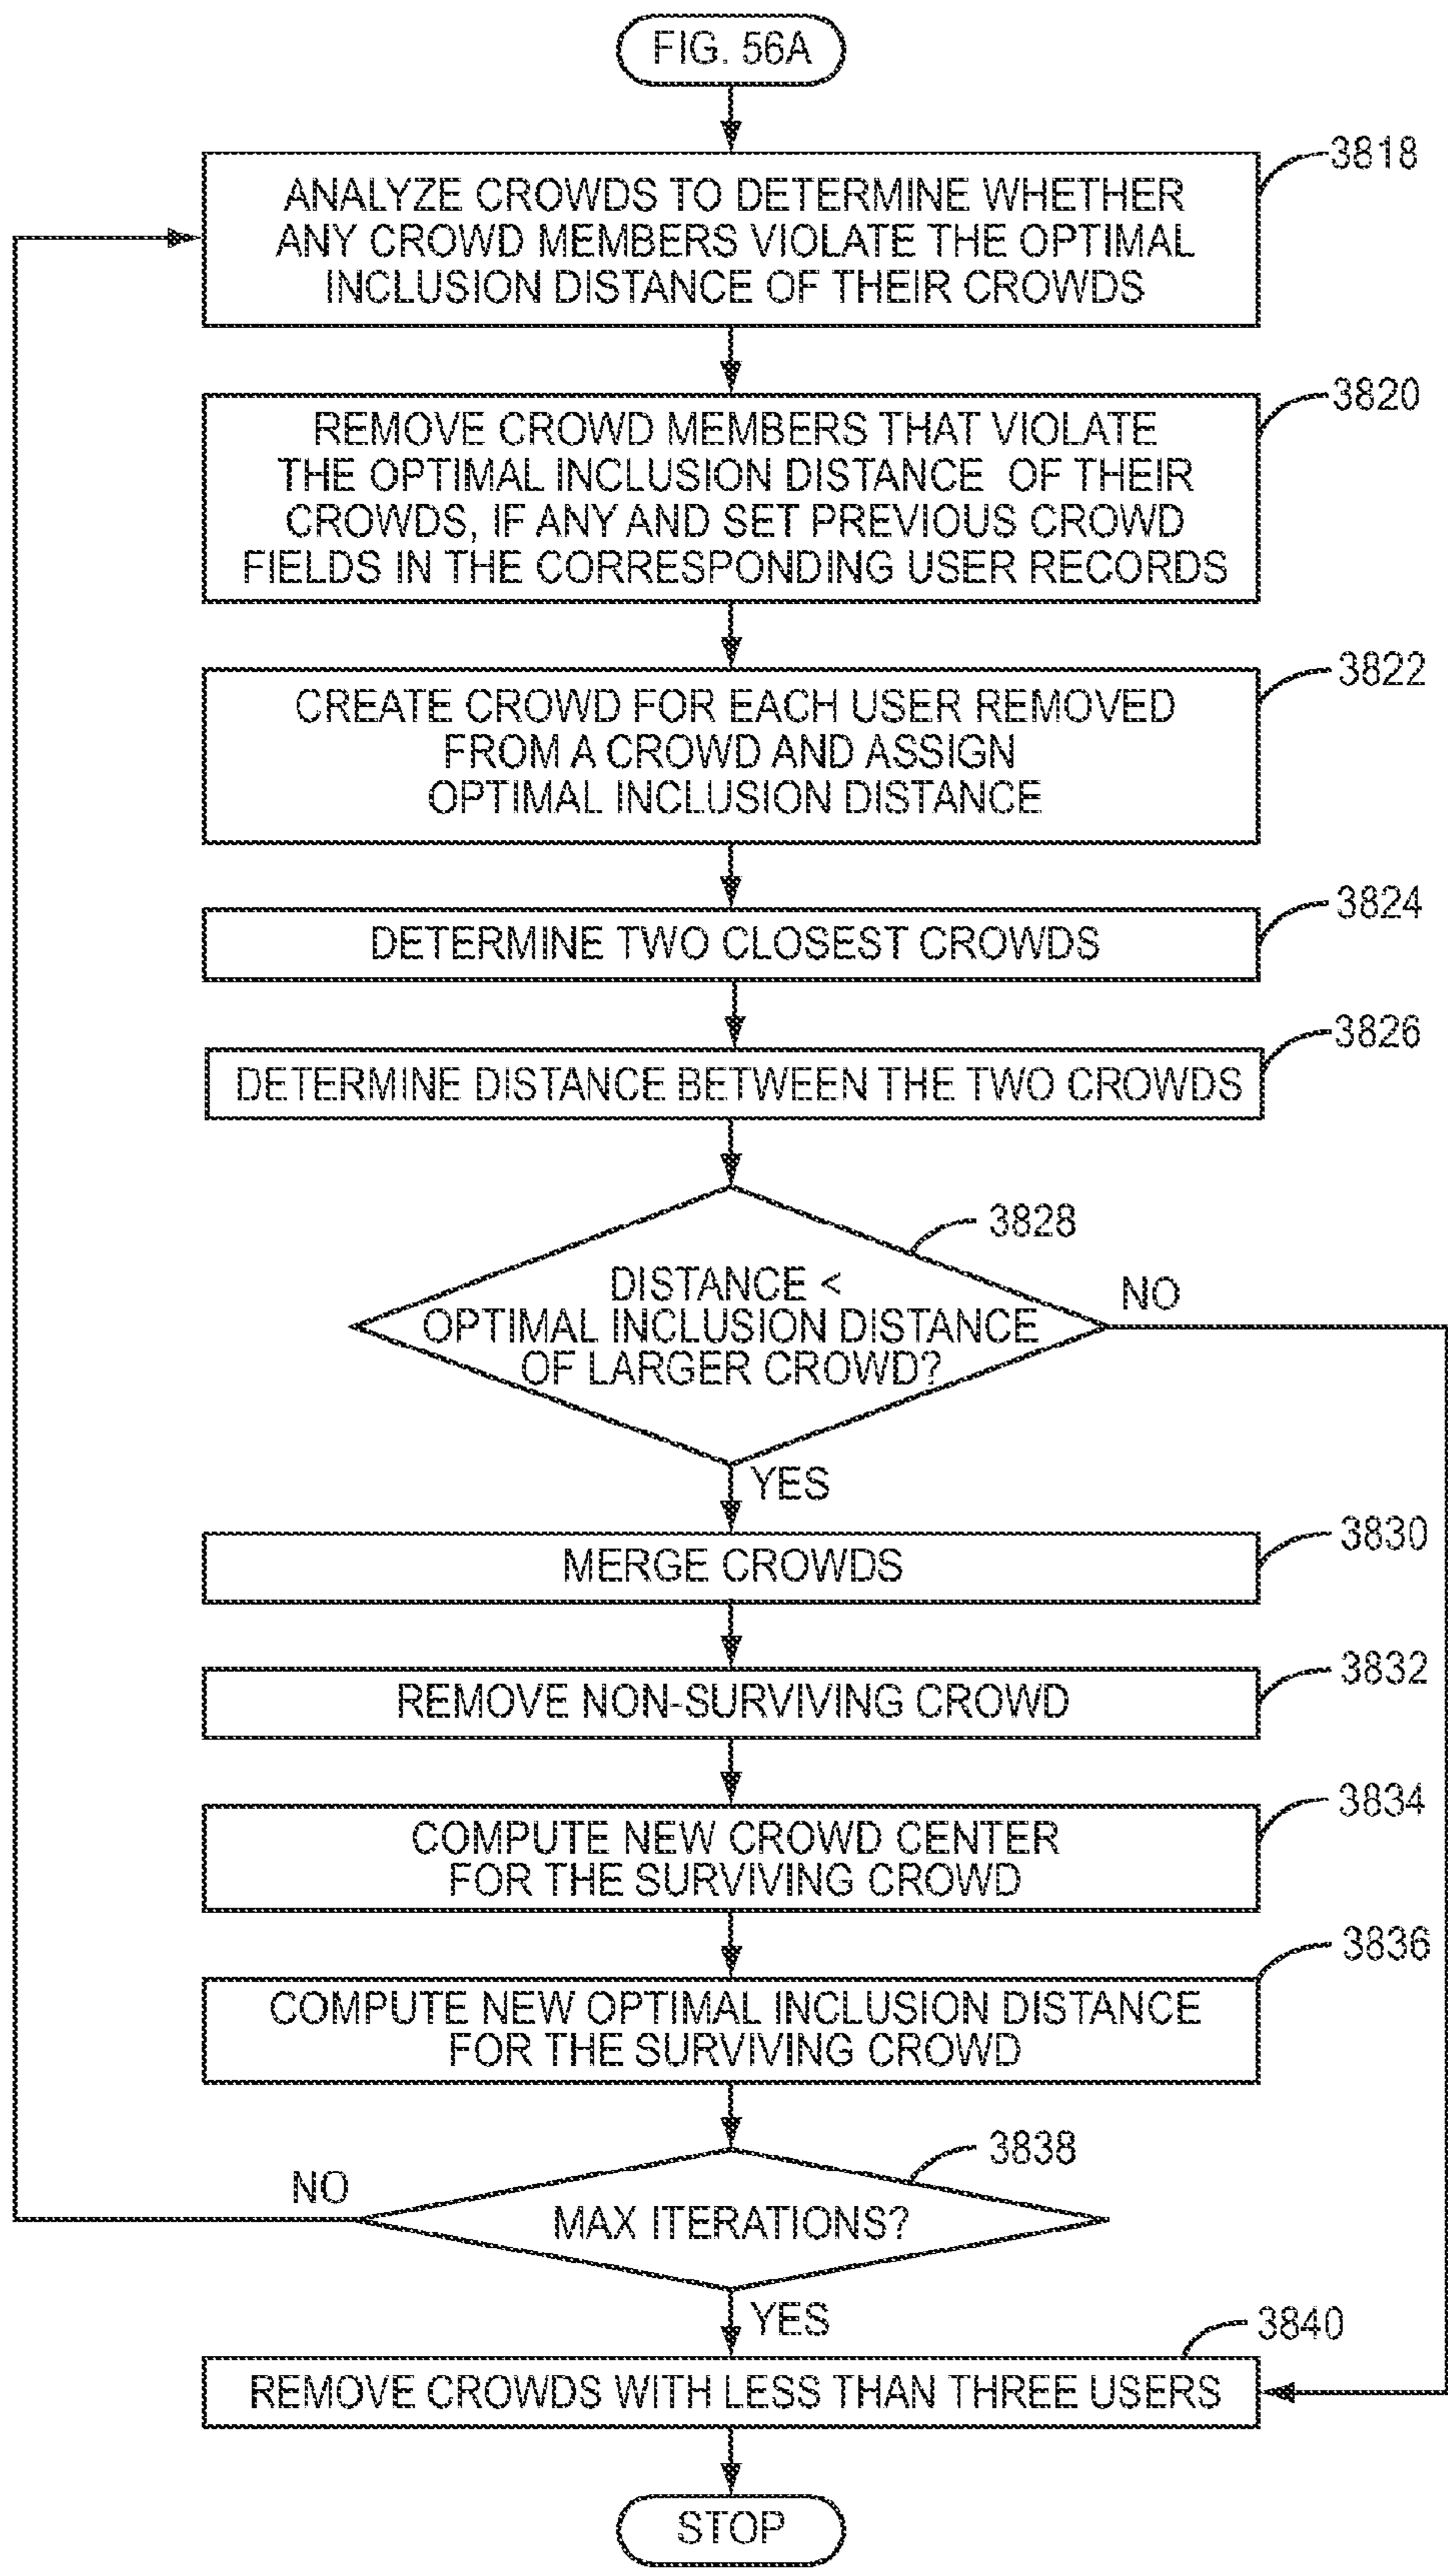 FIG. 56A
3818
ANALYZE CROWDS TO DETERMINE WHETHER
ANY CROWD MEMBERS VIOLATE THE OPTIMAL
INCLUSION DISTANCE OF THEIR CROWDS
3820
REMOVE CROWD MEMBERS THAT VIOLATE
THE OPTIMAL INCLUSION DISTANCE OF THEIR
CROWDS, IF ANY AND SET PREVIOUS CROWD
FIELDS IN THE CORRESPONDING USER RECORDS
3822
CREATE CROWD FOR EACH USER REMOVED
FROM A CROWD AND ASSIGN
OPTIMAL INCLUSION DISTANCE
3824
DETERMINE TWO CLOSEST CROWDS
3826
DETERMINE DISTANCE BETWEEN THE TWO CROWDS
3828
DISTANCE <
OPTIMAL INCLUSION DISTANCE
OF LARGER CROWD?
NO
YES
3830
MERGE CROWDS
3832
REMOVE NON-SURVIVING CROWD
3834
COMPUTE NEW CROWD CENTER
FOR THE SURVIVING CROWD
3836
COMPUTE NEW OPTIMAL INCLUSION DISTANCE
FOR THE SURVIVING CROWD
3838
NO
MAX ITERATIONS?
YES
3840
REMOVE CROWDS WITH LESS THAN THREE USERS
STOP